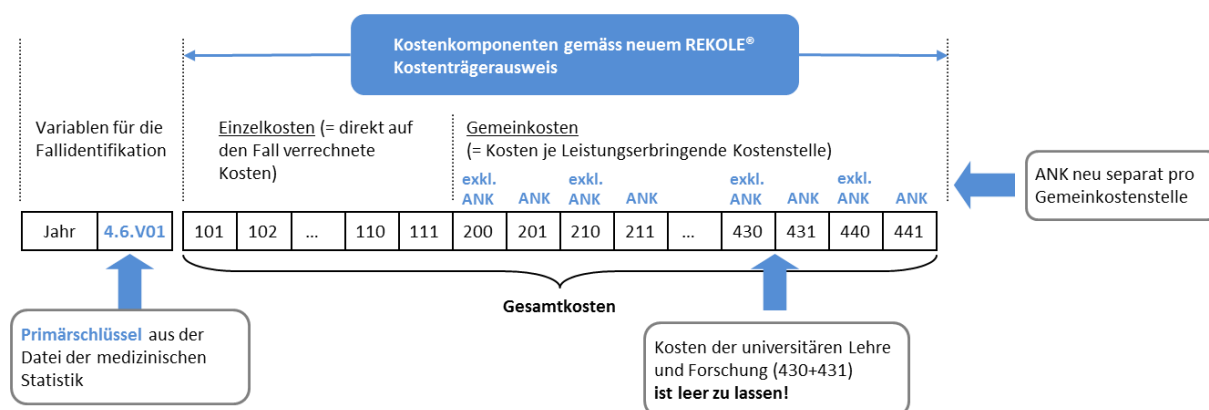 Kostenkomponenten gemäss neuem REKOLE®
Kostenträgerausweis
Variablen für die
Fallidentifikation
Einzelkosten (= direkt auf
den Fall verrechnete
Kosten)
Gemeinkosten
(= Kosten je Leistungserbringende Kostenstelle)
exkl. ANK ANK exkl. ANK ANK exkl. ANK ANK exkl. ANK ANK
ANK neu separat pro
Gemeinkostenstelle
Jahr 4.6.V01 101 102 ... 110 111 200 201 210 211 ... 430 431 440 441
Gesamtkosten
Primärschlüssel aus der
Datei der medizinischen
Statistik
Kosten der universitären Lehre
und Forschung (430+431)
ist leer zu lassen!